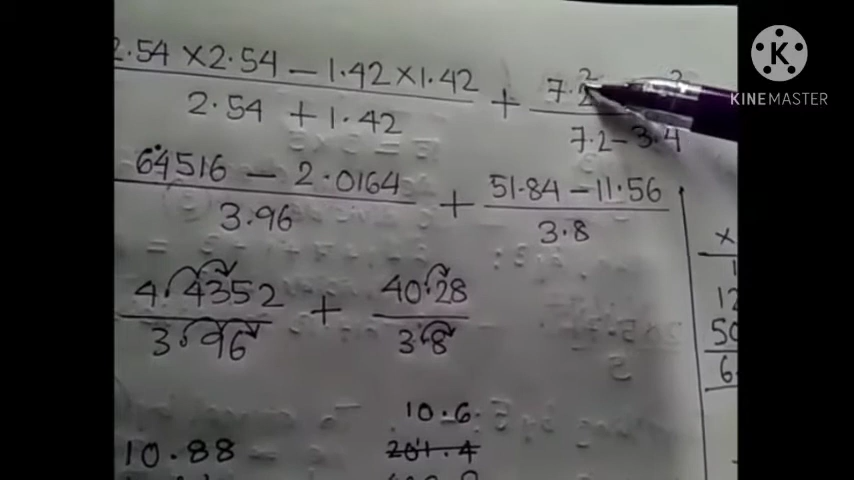 2.54 × 2.54 – 1.42 × 1.42 + 7.2² ²
2.54 + 1.42 7.2 – 3.4
KINEMASTER
64516 – 2.0164 + 51.84 – 11.56
3.96 3.8
4.4352 + 40.28
3.96 3.8
10.6
10.88 201.4